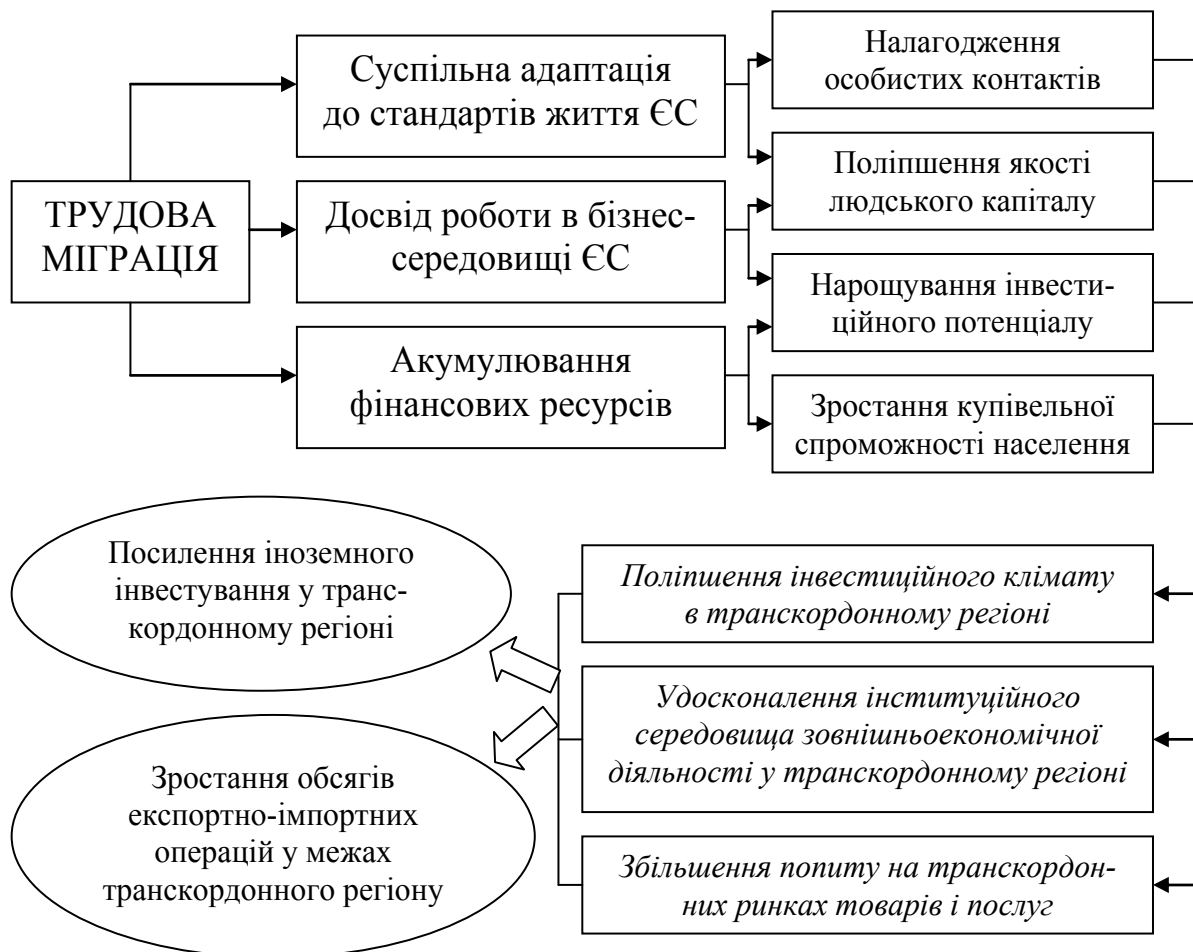 ТРУДОВА
МІГРАЦІЯ
Суспільна адаптація
до стандартів життя ЄС
Досвід роботи в бізнес-
середовищі ЄС
Акумулювання
фінансових ресурсів
Налагодження
особистих контактів
Поліпшення якості
людського капіталу
Нарощування інвести-
ційного потенціалу
Зростання купівельної
спроможності населення
Посилення іноземного
інвестування у транс-
кордонному регіоні
Зростання обсягів
експортно-імпортних
операцій у межах
транскордонного регіону
Поліпшення інвестиційного клімату
в транскордонному регіоні
Удосконалення інституційного
середовища зовнішньоекономічної
діяльності у транскордонному регіоні
Збільшення попиту на транскордон-
них ринках товарів і послуг